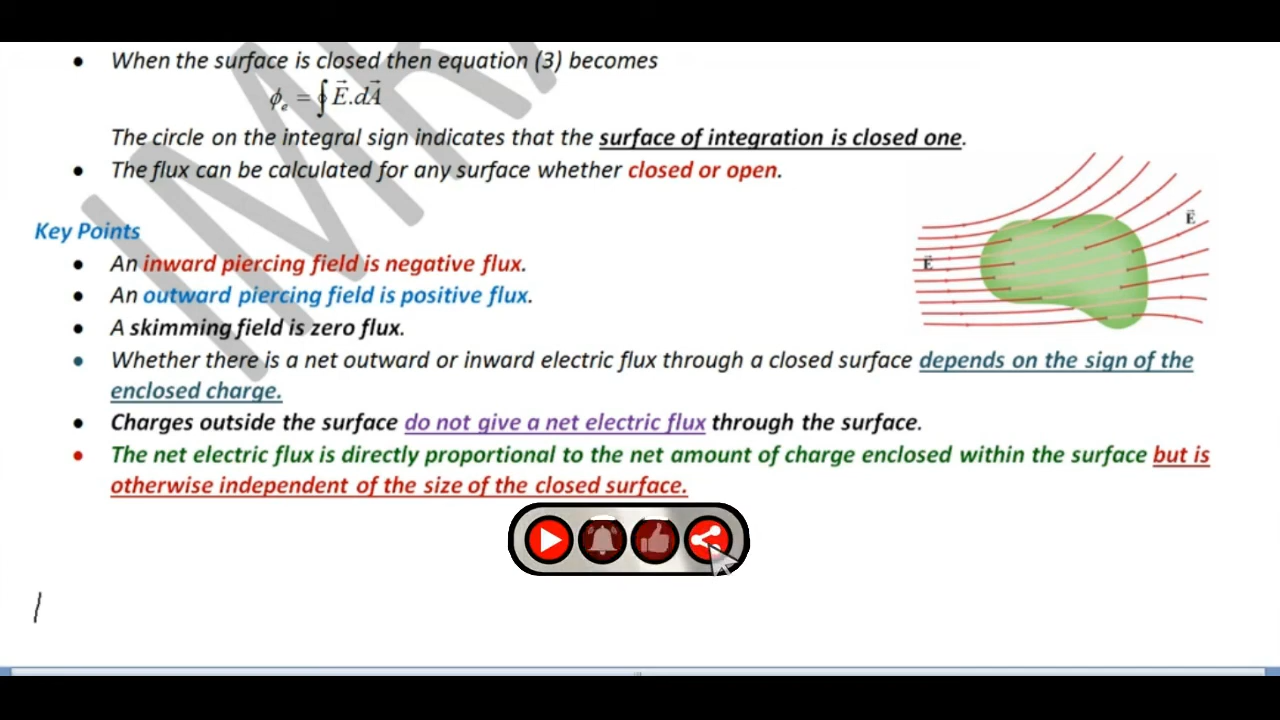 • When the surface is closed then equation (3) becomes
ϕₑ = ∮ E⃗.dA⃗
The circle on the integral sign indicates that the surface of integration is closed one.
• The flux can be calculated for any surface whether closed or open.
Key Points
• An inward piercing field is negative flux.
• An outward piercing field is positive flux.
• A skimming field is zero flux.
• Whether there is a net outward or inward electric flux through a closed surface depends on the sign of the
enclosed charge.
• Charges outside the surface do not give a net electric flux through the surface.
• The net electric flux is directly proportional to the net amount of charge enclosed within the surface but is
otherwise independent of the size of the closed surface.
E⃗
E⃗